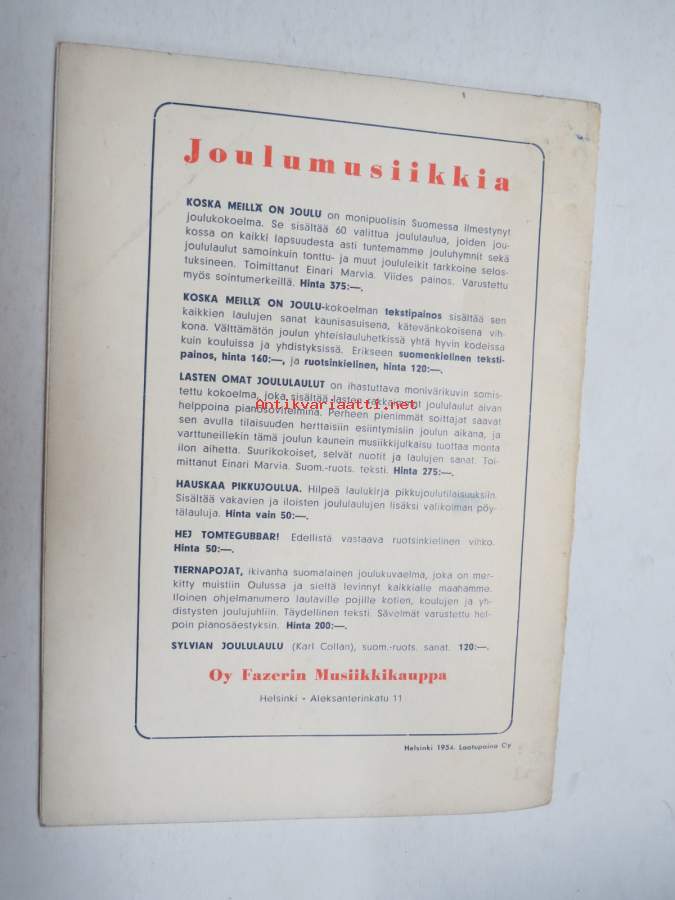 Joulumusiikkia
KOSKA MEILLÄ ON JOULU on monipuolisin Suomessa ilmestynyt
joulukokoelma. Se sisältää 60 valittua joululaulua, joiden jou-
kossa on kaikki lapsuudesta asti tuntemamme jouluhymnit sekä
joululaulut samoinkuin tonttu- ja muut joululeikit tarkkoine selos-
tuksineen. Toimittanut Einari Marvia. Viides painos. Varustettu
myös sointumerkeillä. Hinta 375:—.
KOSKA MEILLÄ ON JOULU-kokoelman tekstipainos sisältää sen
kaikkien laulujen sanat kaunisasuisena, kätevänkokoisena vih-
kona. Välttämätön joulun yhteislauluhetkissä yhtä hyvin kodeissa
kuin kouluissa ja yhdistyksissä. Erikseen suomenkielinen teksti-
painos, hinta 160:—, ja ruotsinkielinen, hinta 120:—.
LASTEN OMAT JOULULAULUT on ihastuttava monivärikuvin somis-
tettu kokoelma, joka sisältää lasten rakkaimmat joululaulut aivan
Antikvariaatti.net
helppoina pianosovitelmina. Perheen pienimmät soittajat saavat
sen avulla tilaisuuden herttaisiin esiintymisiin joulun aikana, ja
varttuneillekin tämä joulun kaunein musiikkijulkaisu tuottaa monta
ilon aihetta. Suurikokoiset, selvät nuotit ja laulujen sanat. Toi-
mittanut Einari Marvia. Suom.-ruots. teksti. Hinta 275:—.
HAUSKAA PIKKUJOULUA. Hilpeä laulukirja pikkujoulutilaisuuksiin.
Sisältää vakavien ja iloisten joululaulujen lisäksi valikoiman pöy-
tälauluja. Hinta vain 50:—.
HEJ TOMTEGUBBAR! Edellistä vastaava ruotsinkielinen vihko.
Hinta 50:—.
TIERNAPOJAT, ikivanha suomalainen joulukuvaelma, joka on mer-
kitty muistiin Oulussa ja sieltä levinnyt kaikkialle maahamme.
Iloinen ohjelmanumero laulaville pojille kotien, koulujen ja yh-
distysten joulujuhliin. Täydellinen teksti. Sävelmät varustettu hel-
poin pianosäestyksin. Hinta 200:—.
SYLVIAN JOULULAULU (Karl Collan), suom.-ruots. sanat. 120:—.
Oy Fazerin Musiikkikauppa
Helsinki - Aleksanterinkatu 11
Helsinki 1954. Laatupaino Oy